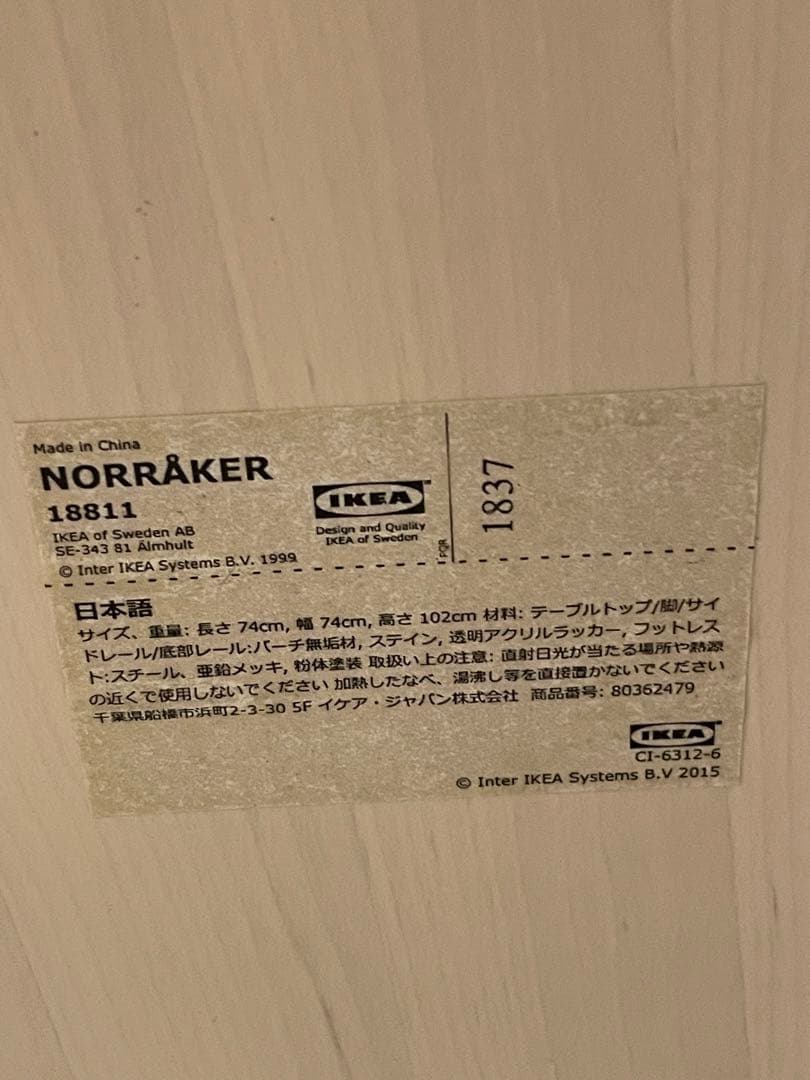 Made in China
NORRÅKER
18811
IKEA of Sweden AB
SE-343 81 Älmhult
© Inter IKEA Systems B.V. 1999
IKEA™
Design and Quality
IKEA of Sweden
PQR
1837
日本語
サイズ、重量: 長さ 74cm, 幅 74cm, 高さ 102cm 材料: テーブルトップ/脚/サイ
ドレール/底部レール:バーチ無垢材, ステイン, 透明アクリルラッカー, フットレス
ト:スチール、亜鉛メッキ, 粉体塗装 取扱い上の注意: 直射日光が当たる場所や熱源
の近くで使用しないでください 加熱したなべ、湯沸し等を直接置かないでください
千葉県船橋市浜町2-3-30 5F イケア・ジャパン株式会社 商品番号: 80362479
IKEA™
CI-6312-6
© Inter IKEA Systems B.V 2015